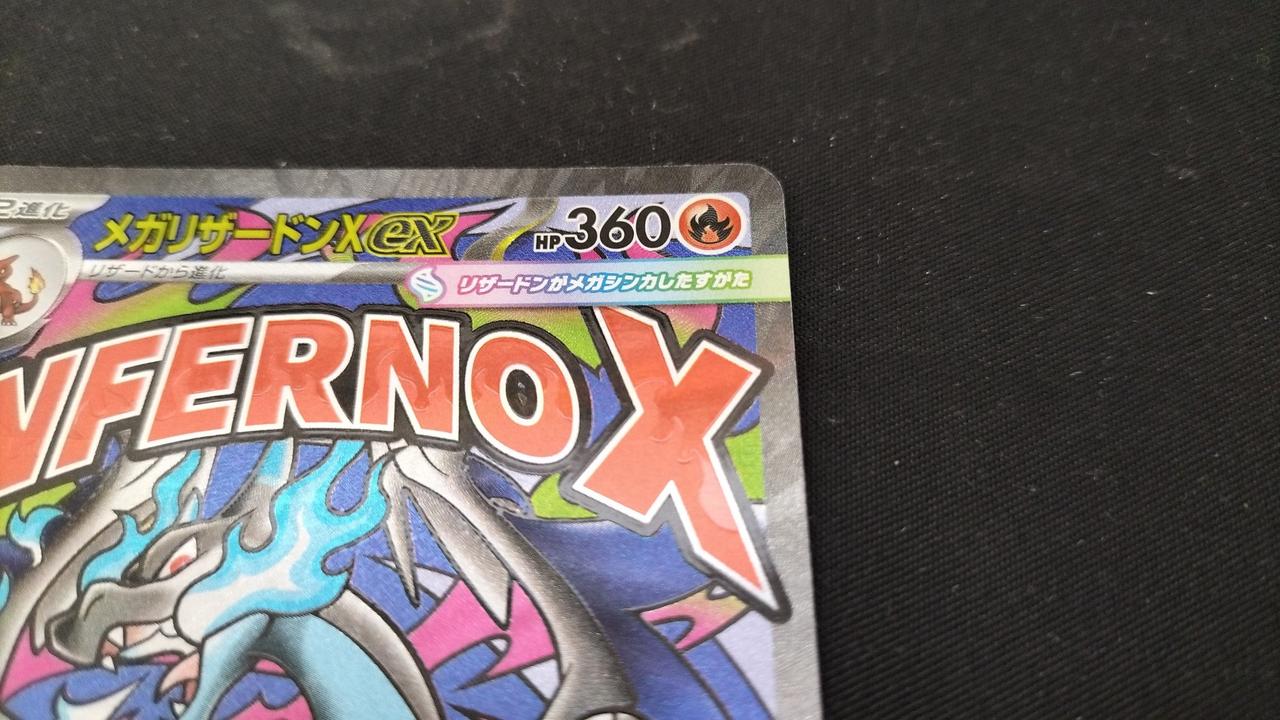 2進化
メガリザードンXex
HP360
リザードから進化
リザードンがメガシンカしたすがた
INFERNO X